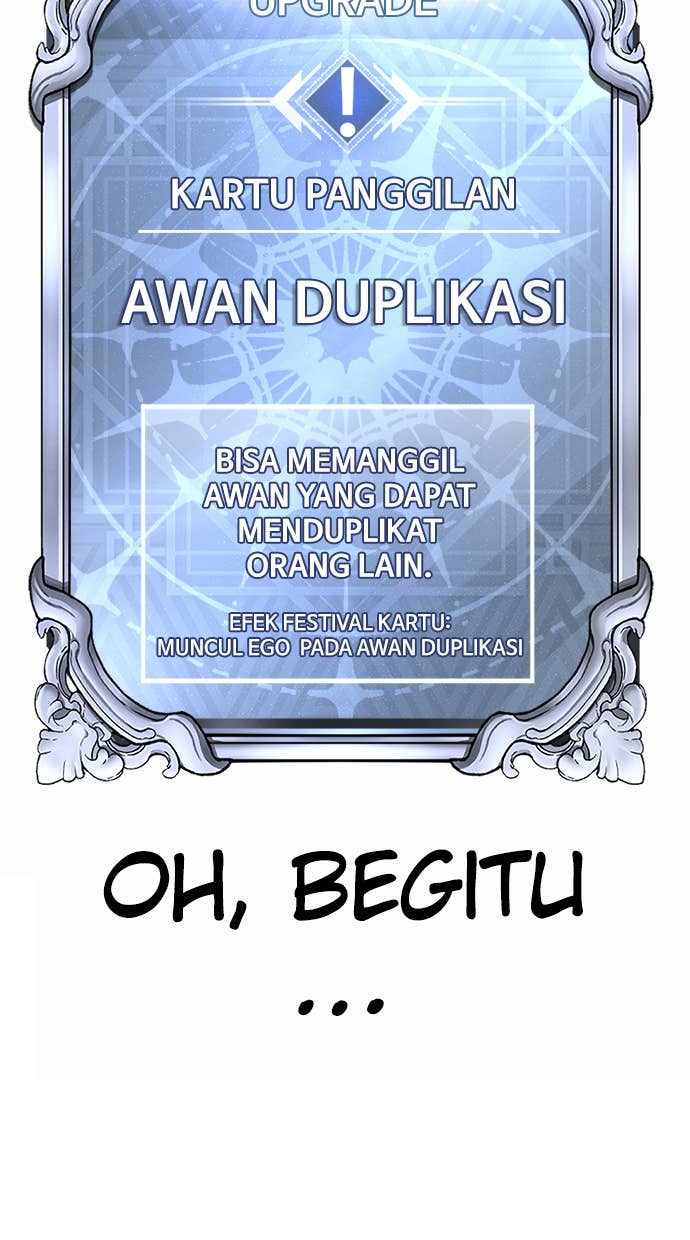 UPGRADE
!
KARTU PANGGILAN
AWAN DUPLIKASI
BISA MEMANGGIL
AWAN YANG DAPAT
MENDUPLIKAT
ORANG LAIN.
EFEK FESTIVAL KARTU:
MUNCUL EGO PADA AWAN DUPLIKASI
OH, BEGITU
...